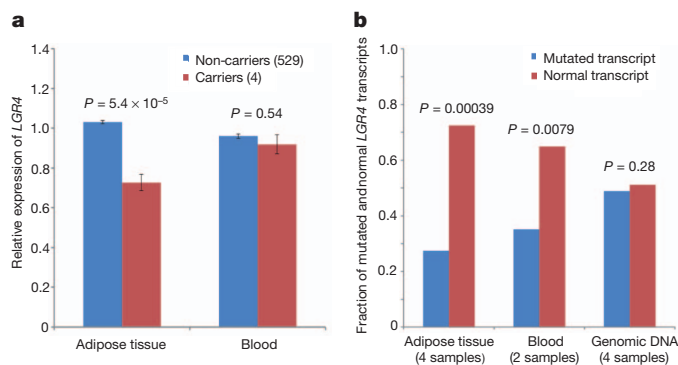 a
Relative expression of LGR4
1.4
1.2
1.0
0.8
0.6
0.4
0.2
0
Non-carriers (529)
Carriers (4)
P = 5.4 × 10⁻⁵
P = 0.54
Adipose tissue
Blood
b
Fraction of mutated andnormal LGR4 transcripts
1.0
0.8
0.6
0.4
0.2
0
Mutated transcript
Normal transcript
P = 0.00039
P = 0.0079
P = 0.28
Adipose tissue
(4 samples)
Blood
(2 samples)
Genomic DNA
(4 samples)